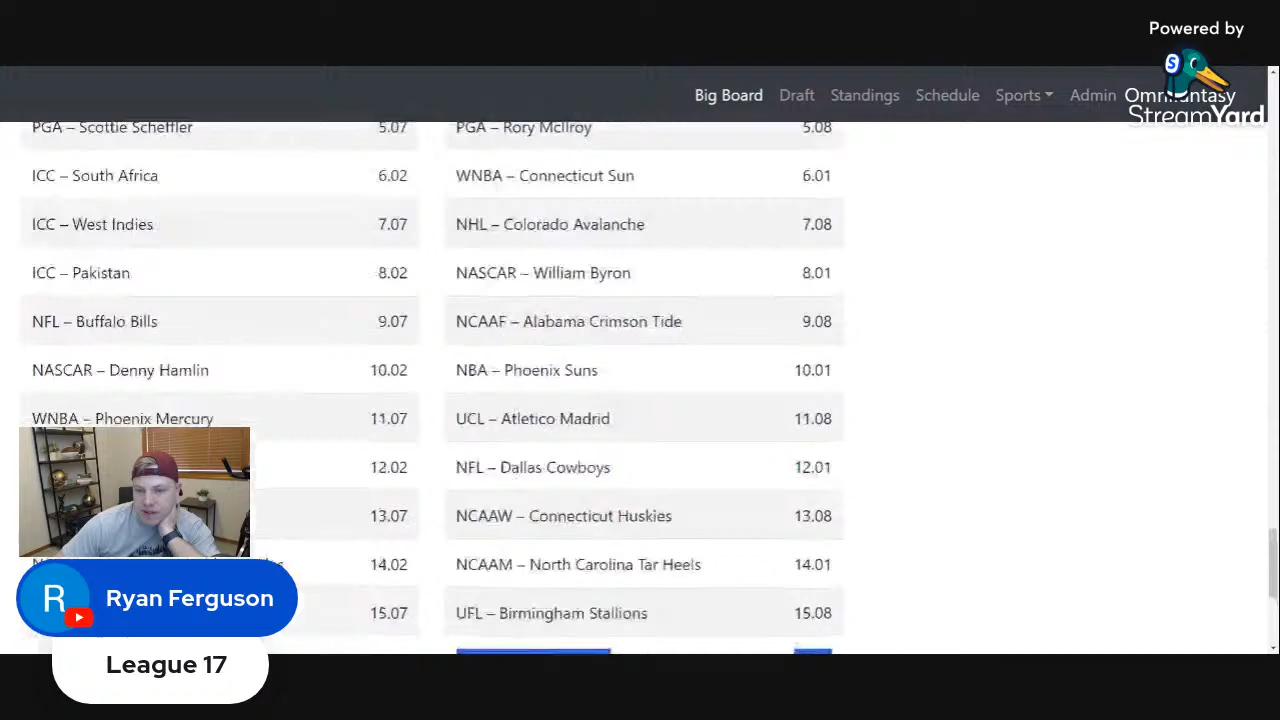 Powered by
Big Board Draft Standings Schedule Sports Admin Omnifantasy
StreamYard
PGA – Scottie Scheffler 5.07 PGA – Rory McIlroy 5.08
ICC – South Africa 6.02 WNBA – Connecticut Sun 6.01
ICC – West Indies 7.07 NHL – Colorado Avalanche 7.08
ICC – Pakistan 8.02 NASCAR – William Byron 8.01
NFL – Buffalo Bills 9.07 NCAAF – Alabama Crimson Tide 9.08
NASCAR – Denny Hamlin 10.02 NBA – Phoenix Suns 10.01
WNBA – Phoenix Mercury 11.07 UCL – Atletico Madrid 11.08
12.02 NFL – Dallas Cowboys 12.01
13.07 NCAAW – Connecticut Huskies 13.08
14.02 NCAAM – North Carolina Tar Heels 14.01
15.07 UFL – Birmingham Stallions 15.08
R Ryan Ferguson
League 17